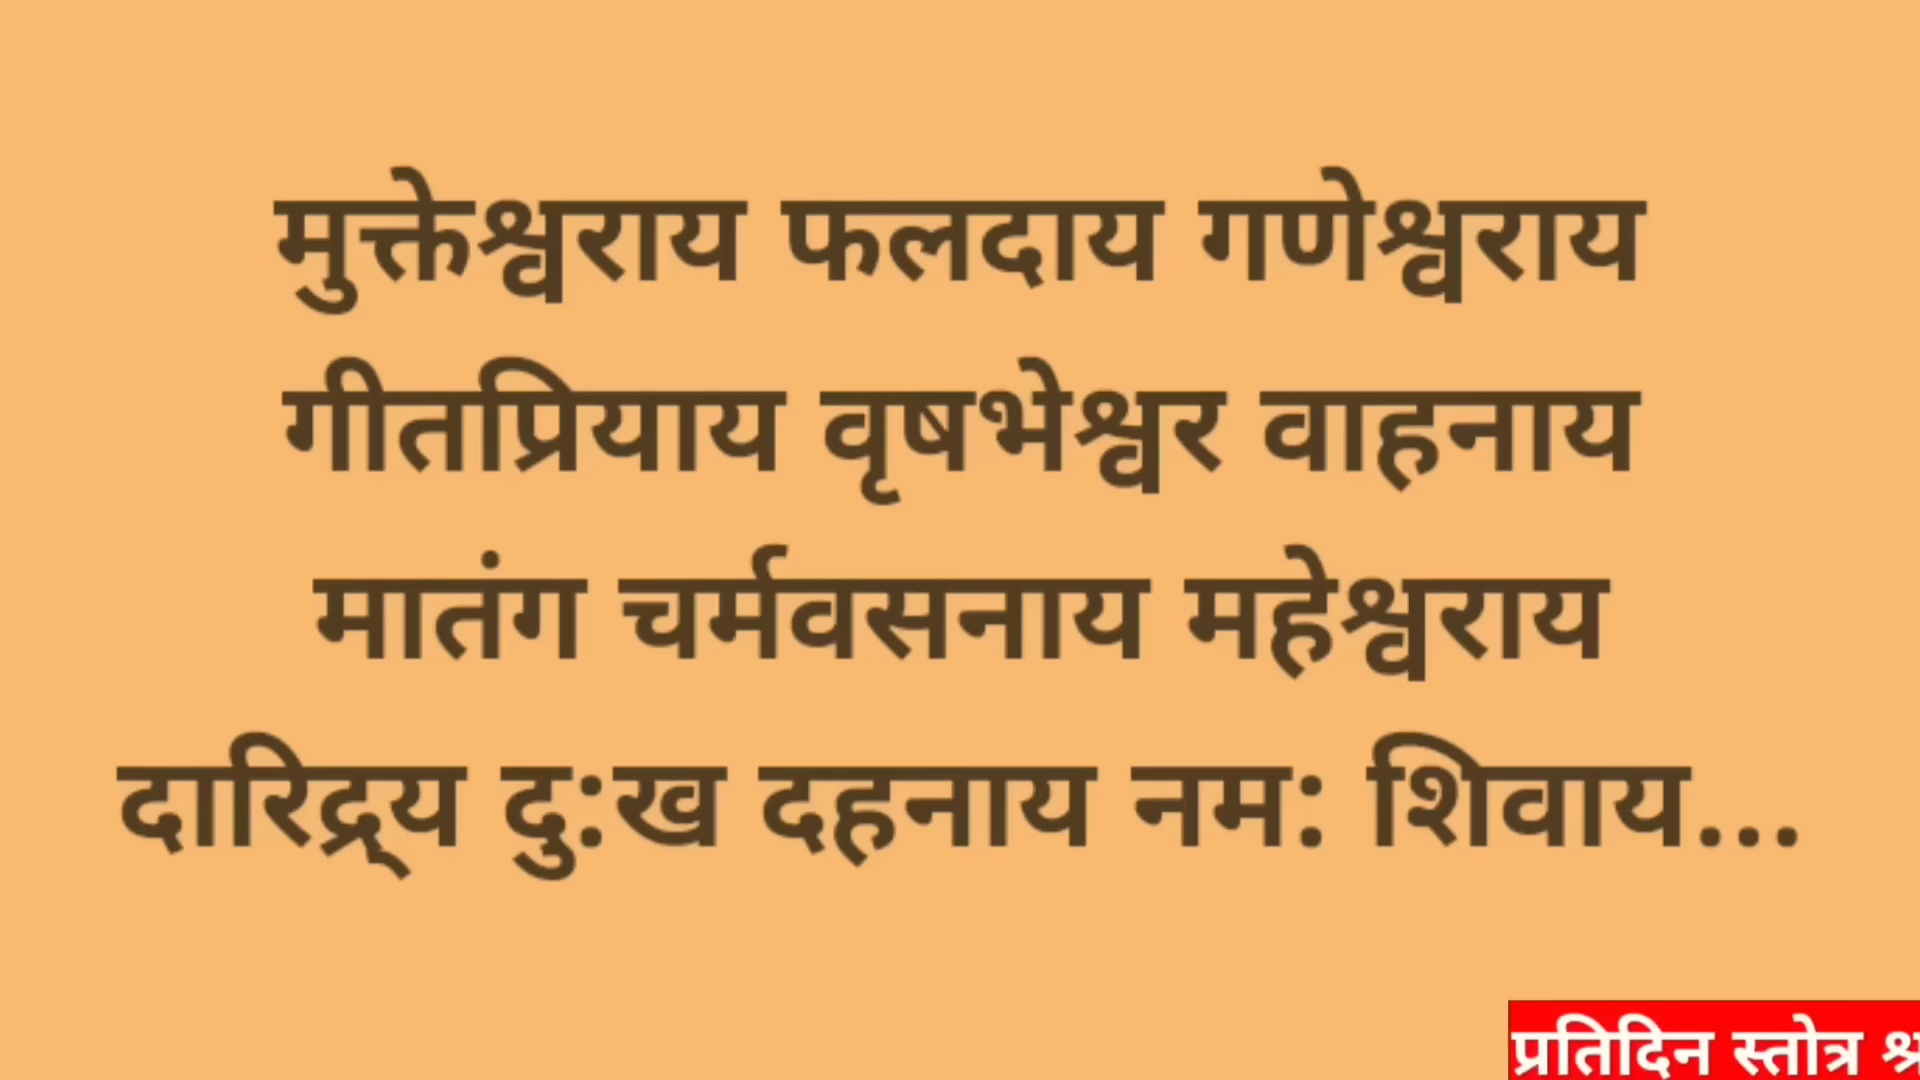 मुक्तेश्वराय फलदाय गणेश्वराय
गीतप्रियाय वृषभेश्वर वाहनाय
मातंग चर्मवसनाय महेश्वराय
दारिद्र्य दु:ख दहनाय नम: शिवाय...
प्रतिदिन स्तोत्र